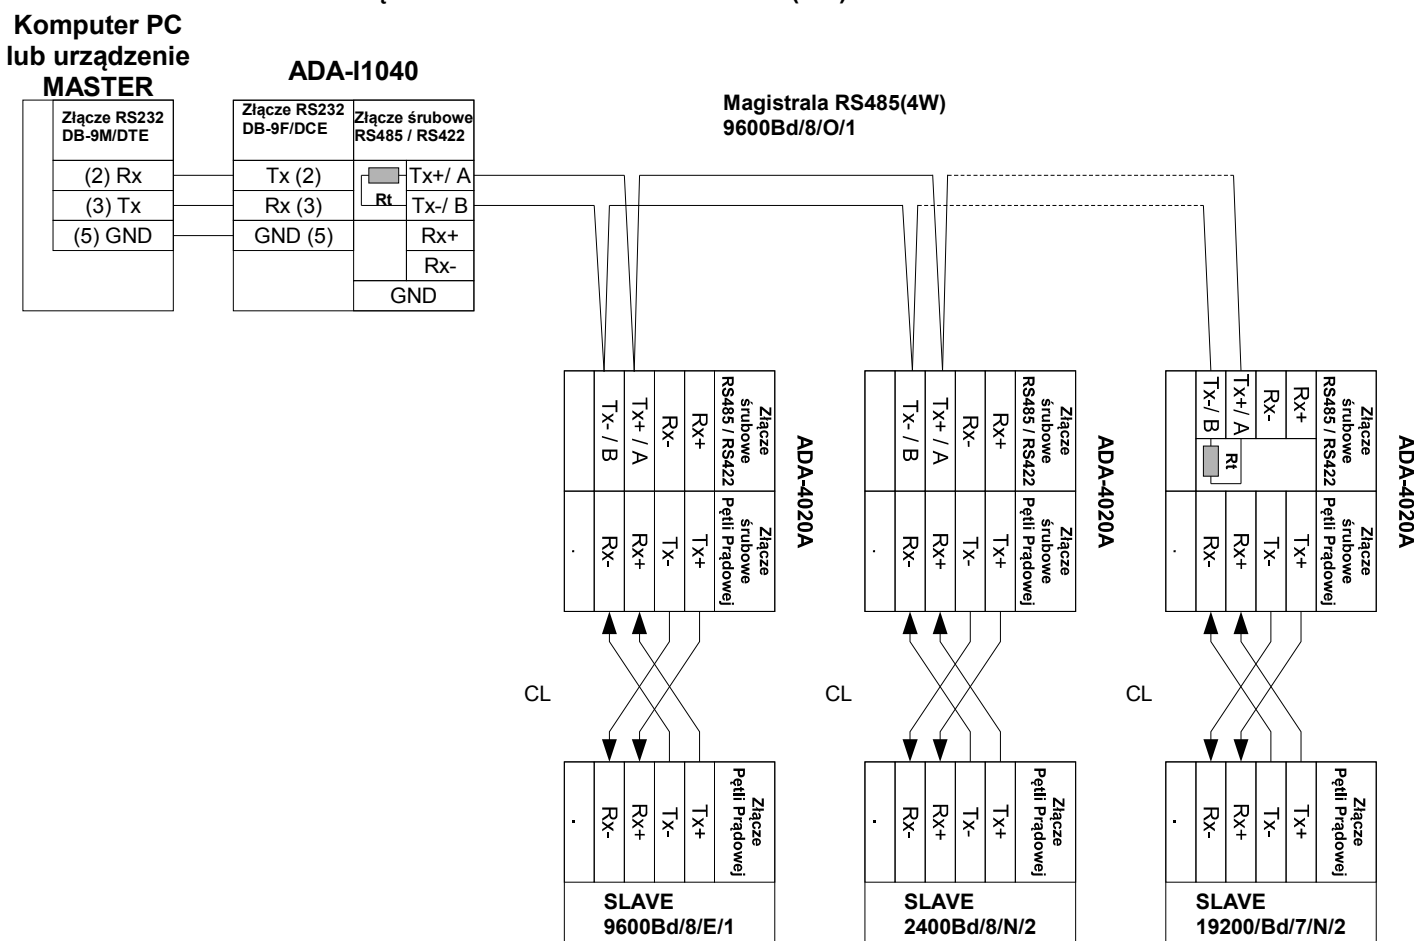 Komputer PC
lub urządzenie
MASTER
ADA-I1040
Magistrala RS485(4W)
9600Bd/8/O/1
Złącze RS232
DB-9M/DTE
(2) Rx
(3) Tx
(5) GND
Złącze RS232
DB-9F/DCE
Tx (2)
Rx (3)
GND (5)
Złącze śrubowe
RS485 / RS422
Rt
Tx+/ A
Tx-/ B
Rx+
Rx-
GND
Tx- / B
Tx+ / A
Rx-
Rx+
Złącze
śrubowe
RS485 / RS422
Rx-
Rx+
Tx-
Tx+
Złącze
śrubowe
Pętli Prądowej
ADA-4020A
Tx- / B
Tx+ / A
Rx-
Rx+
Złącze
śrubowe
RS485 / RS422
Rx-
Rx+
Tx-
Tx+
Złącze
śrubowe
Pętli Prądowej
ADA-4020A
Tx-/ B
Tx+/ A
Rx-
Rx+
Rt
Złącze
śrubowe
RS485 / RS422
Rx-
Rx+
Tx-
Tx+
Złącze
śrubowe
Pętli Prądowej
ADA-4020A
CL
CL
CL
Rx-
Rx+
Tx-
Tx+
Złącze
Pętli Prądowej
SLAVE
9600Bd/8/E/1
Rx-
Rx+
Tx-
Tx+
Złącze
Pętli Prądowej
SLAVE
2400Bd/8/N/2
Rx-
Rx+
Tx-
Tx+
Złącze
Pętli Prądowej
SLAVE
19200/Bd/7/N/2